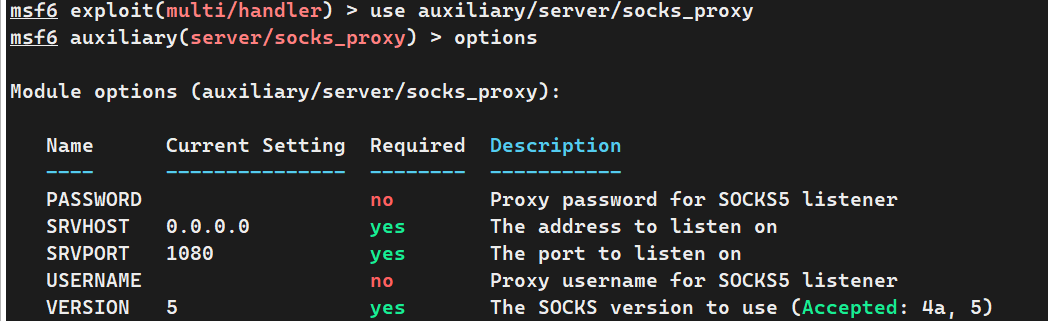 msf6 exploit(multi/handler) > use auxiliary/server/socks_proxy
msf6 auxiliary(server/socks_proxy) > options
Module options (auxiliary/server/socks_proxy):
Name Current Setting Required Description
---- --------------- -------- -----------
PASSWORD no Proxy password for SOCKS5 listener
SRVHOST 0.0.0.0 yes The address to listen on
SRVPORT 1080 yes The port to listen on
USERNAME no Proxy username for SOCKS5 listener
VERSION 5 yes The SOCKS version to use (Accepted: 4a, 5)